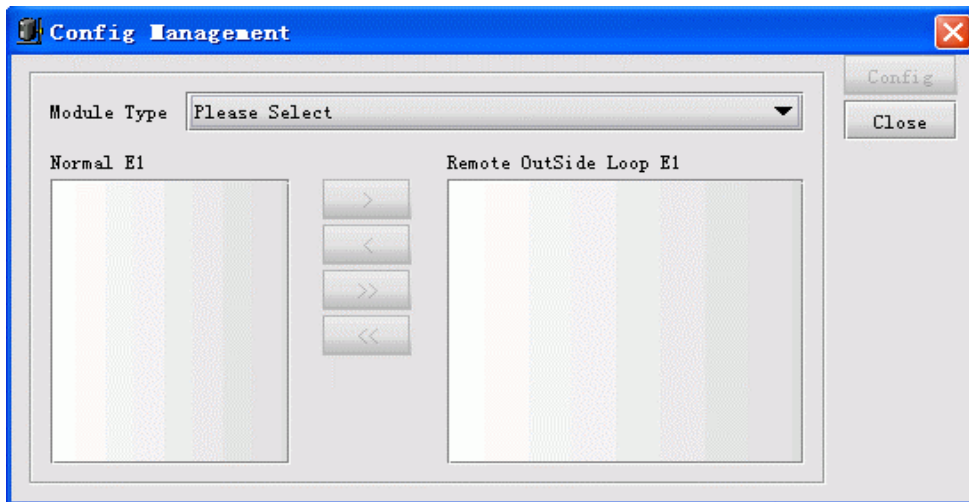 Config Management
Config
Module Type Please Select
Close
Normal E1
Remote OutSide Loop E1
>
<
>>
<<